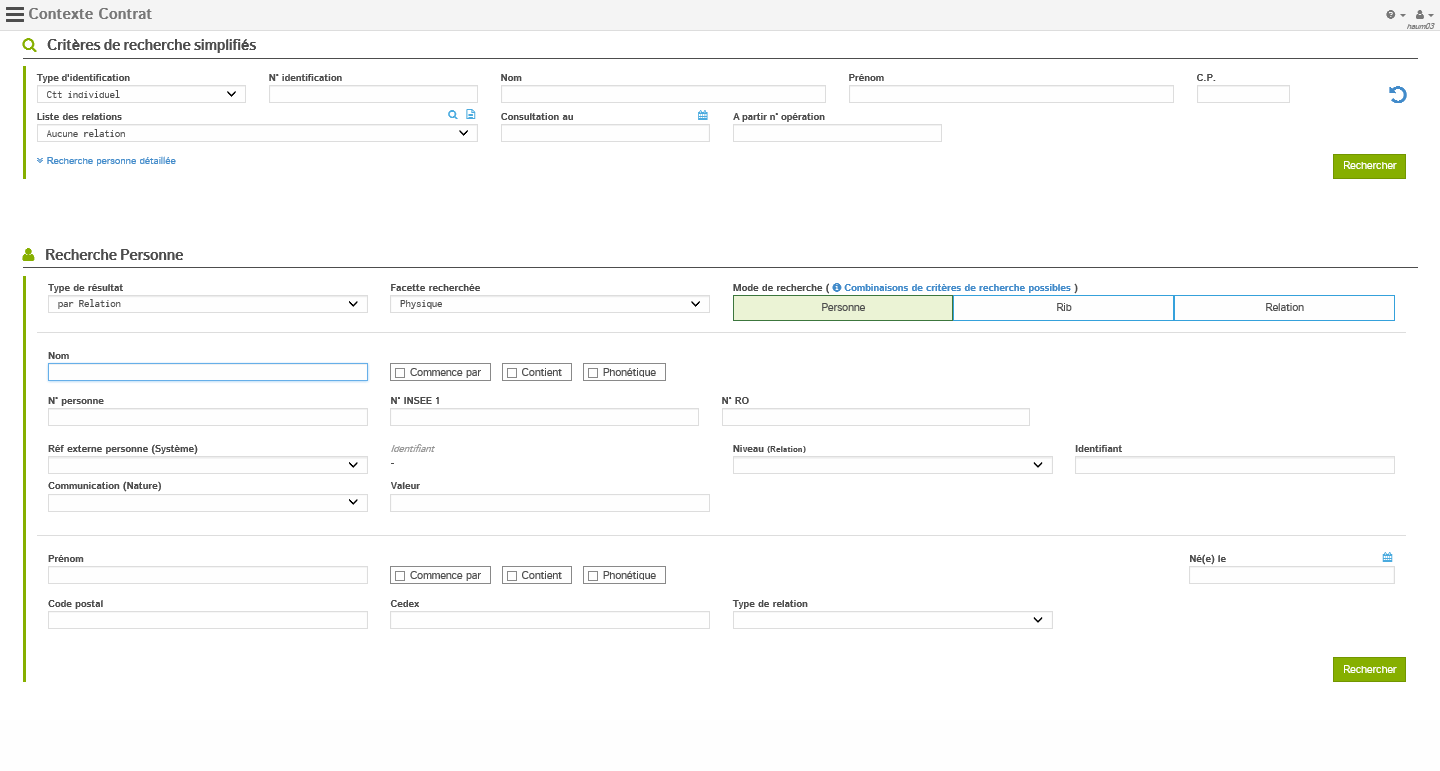 Contexte Contrat
haum03
Critères de recherche simplifiés
Type d'identification N° identification Nom Prénom C.P.
Ctt individuel
Liste des relations Consultation au A partir n° opération
Aucune relation
Recherche personne détaillée
Rechercher
Recherche Personne
Type de résultat Facette recherchée Mode de recherche ( Combinaisons de critères de recherche possibles )
par Relation Physique Personne Rib Relation
Nom
Commence par Contient Phonétique
N° personne N° INSEE 1 N° RO
Réf externe personne (Système) Identifiant Niveau (Relation) Identifiant
-
Communication (Nature) Valeur
Prénom Né(e) le
Commence par Contient Phonétique
Code postal Cedex Type de relation
Rechercher